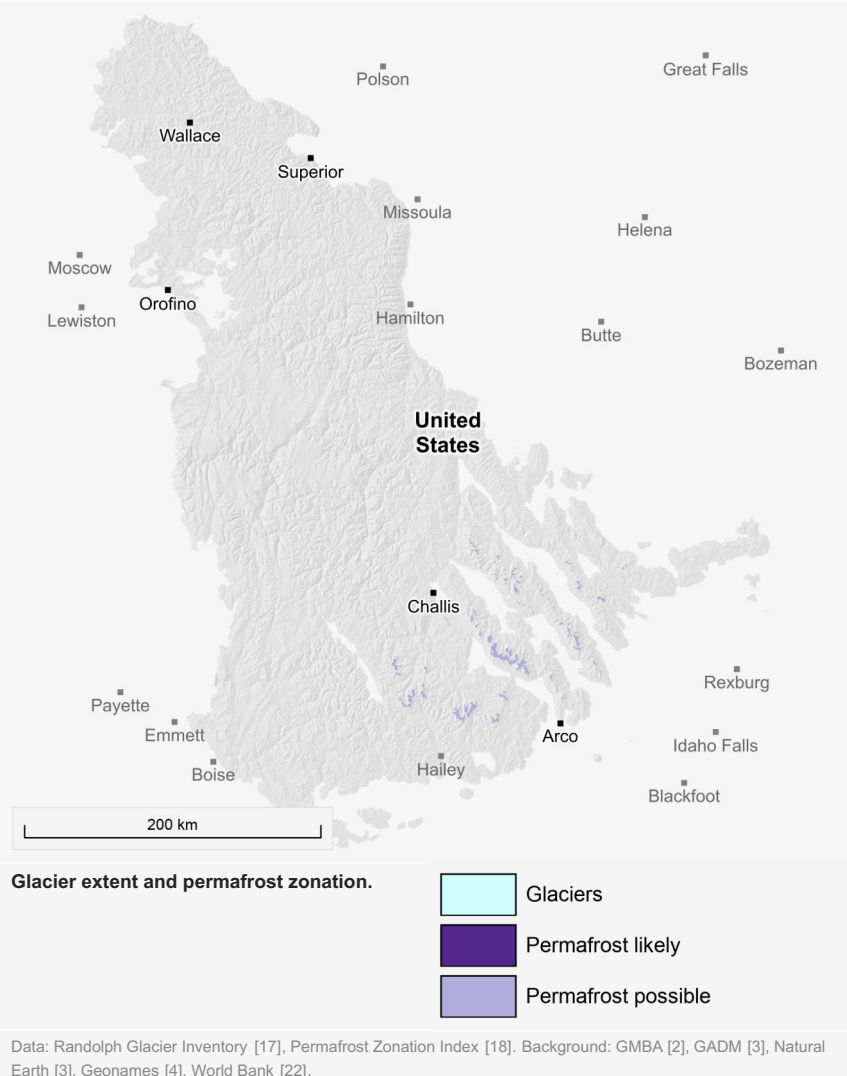 Polson
Great Falls
Wallace
Superior
Missoula
Helena
Moscow
Orofino
Lewiston
Hamilton
Butte
Bozeman
United
States
Challis
Rexburg
Payette
Emmett
Arco
Idaho Falls
Boise
Hailey
Blackfoot
200 km
Glacier extent and permafrost zonation.
Glaciers
Permafrost likely
Permafrost possible
Data: Randolph Glacier Inventory [17], Permafrost Zonation Index [18]. Background: GMBA [2], GADM [3], Natural
Earth [3], Geonames [4], World Bank [22].